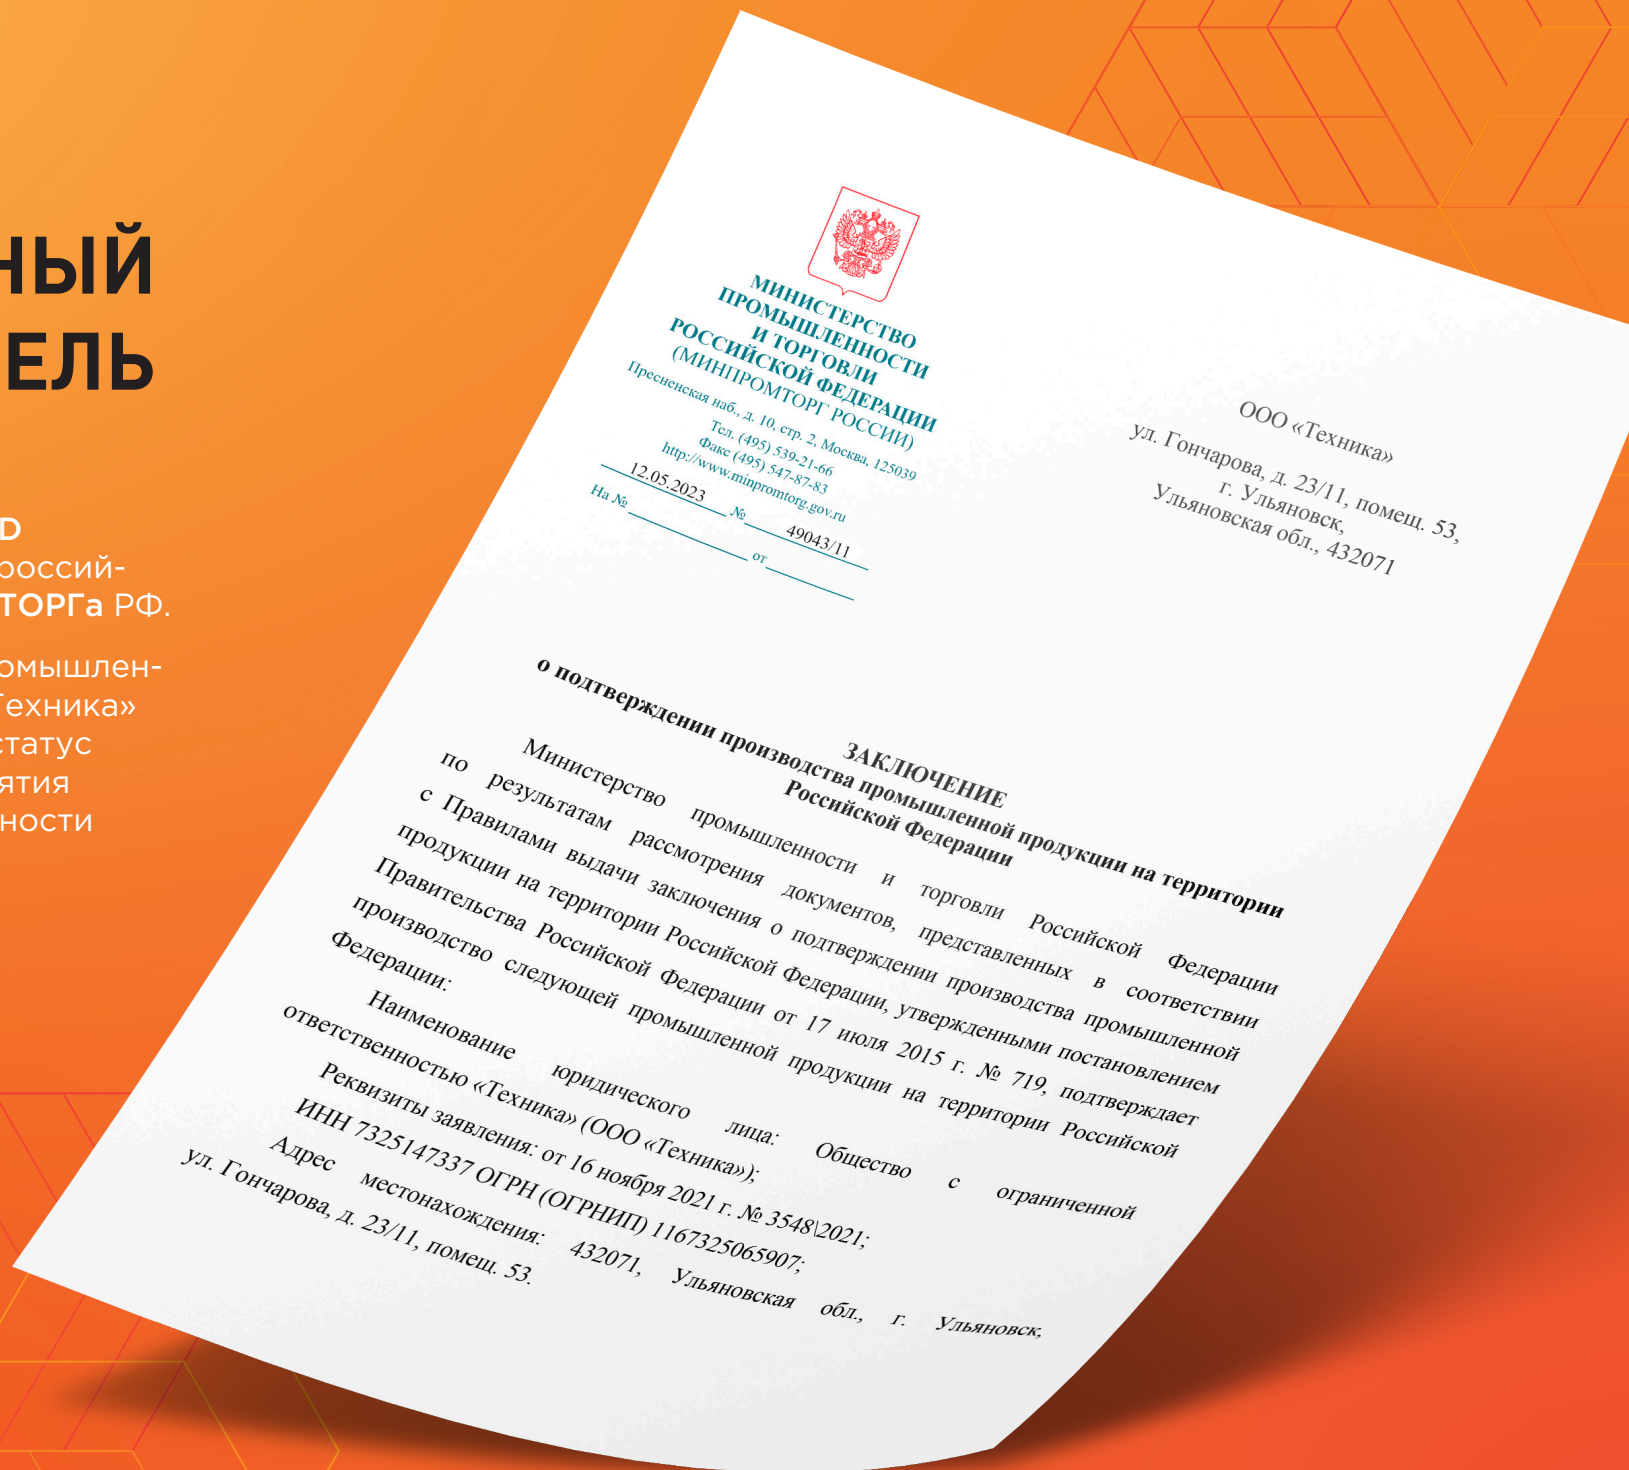 НЫЙ
ЕЛЬ
D
россий-
ТОРГа РФ.
омышлен-
Техника»
статус
ятия
ности
МИНИСТЕРСТВО
ПРОМЫШЛЕННОСТИ
И ТОРГОВЛИ
РОССИЙСКОЙ ФЕДЕРАЦИИ
(МИНПРОМТОРГ РОССИИ)
Пресненская наб., д. 10, стр. 2, Москва, 125039
Тел. (495) 539-21-66
Факс (495) 547-87-83
http://www.minpromtorg.gov.ru
12.05.2023 № 49043/11
На № от
ООО «Техника»
ул. Гончарова, д. 23/11, помещ. 53,
г. Ульяновск,
Ульяновская обл., 432071
ЗАКЛЮЧЕНИЕ
о подтверждении производства промышленной продукции на территории
Российской Федерации
Министерство промышленности и торговли Российской Федерации
по результатам рассмотрения документов, представленных в соответствии
с Правилами выдачи заключения о подтверждении производства промышленной
продукции на территории Российской Федерации, утвержденными постановлением
Правительства Российской Федерации от 17 июля 2015 г. № 719, подтверждает
производство следующей промышленной продукции на территории Российской
Федерации:
Наименование юридического лица: Общество с ограниченной
ответственностью «Техника» (ООО «Техника»);
Реквизиты заявления: от 16 ноября 2021 г. № 3548\2021;
ИНН 7325147337 ОГРН (ОГРНИП) 1167325065907;
Адрес местонахождения: 432071, Ульяновская обл., г. Ульяновск,
ул. Гончарова, д. 23/11, помещ. 53.